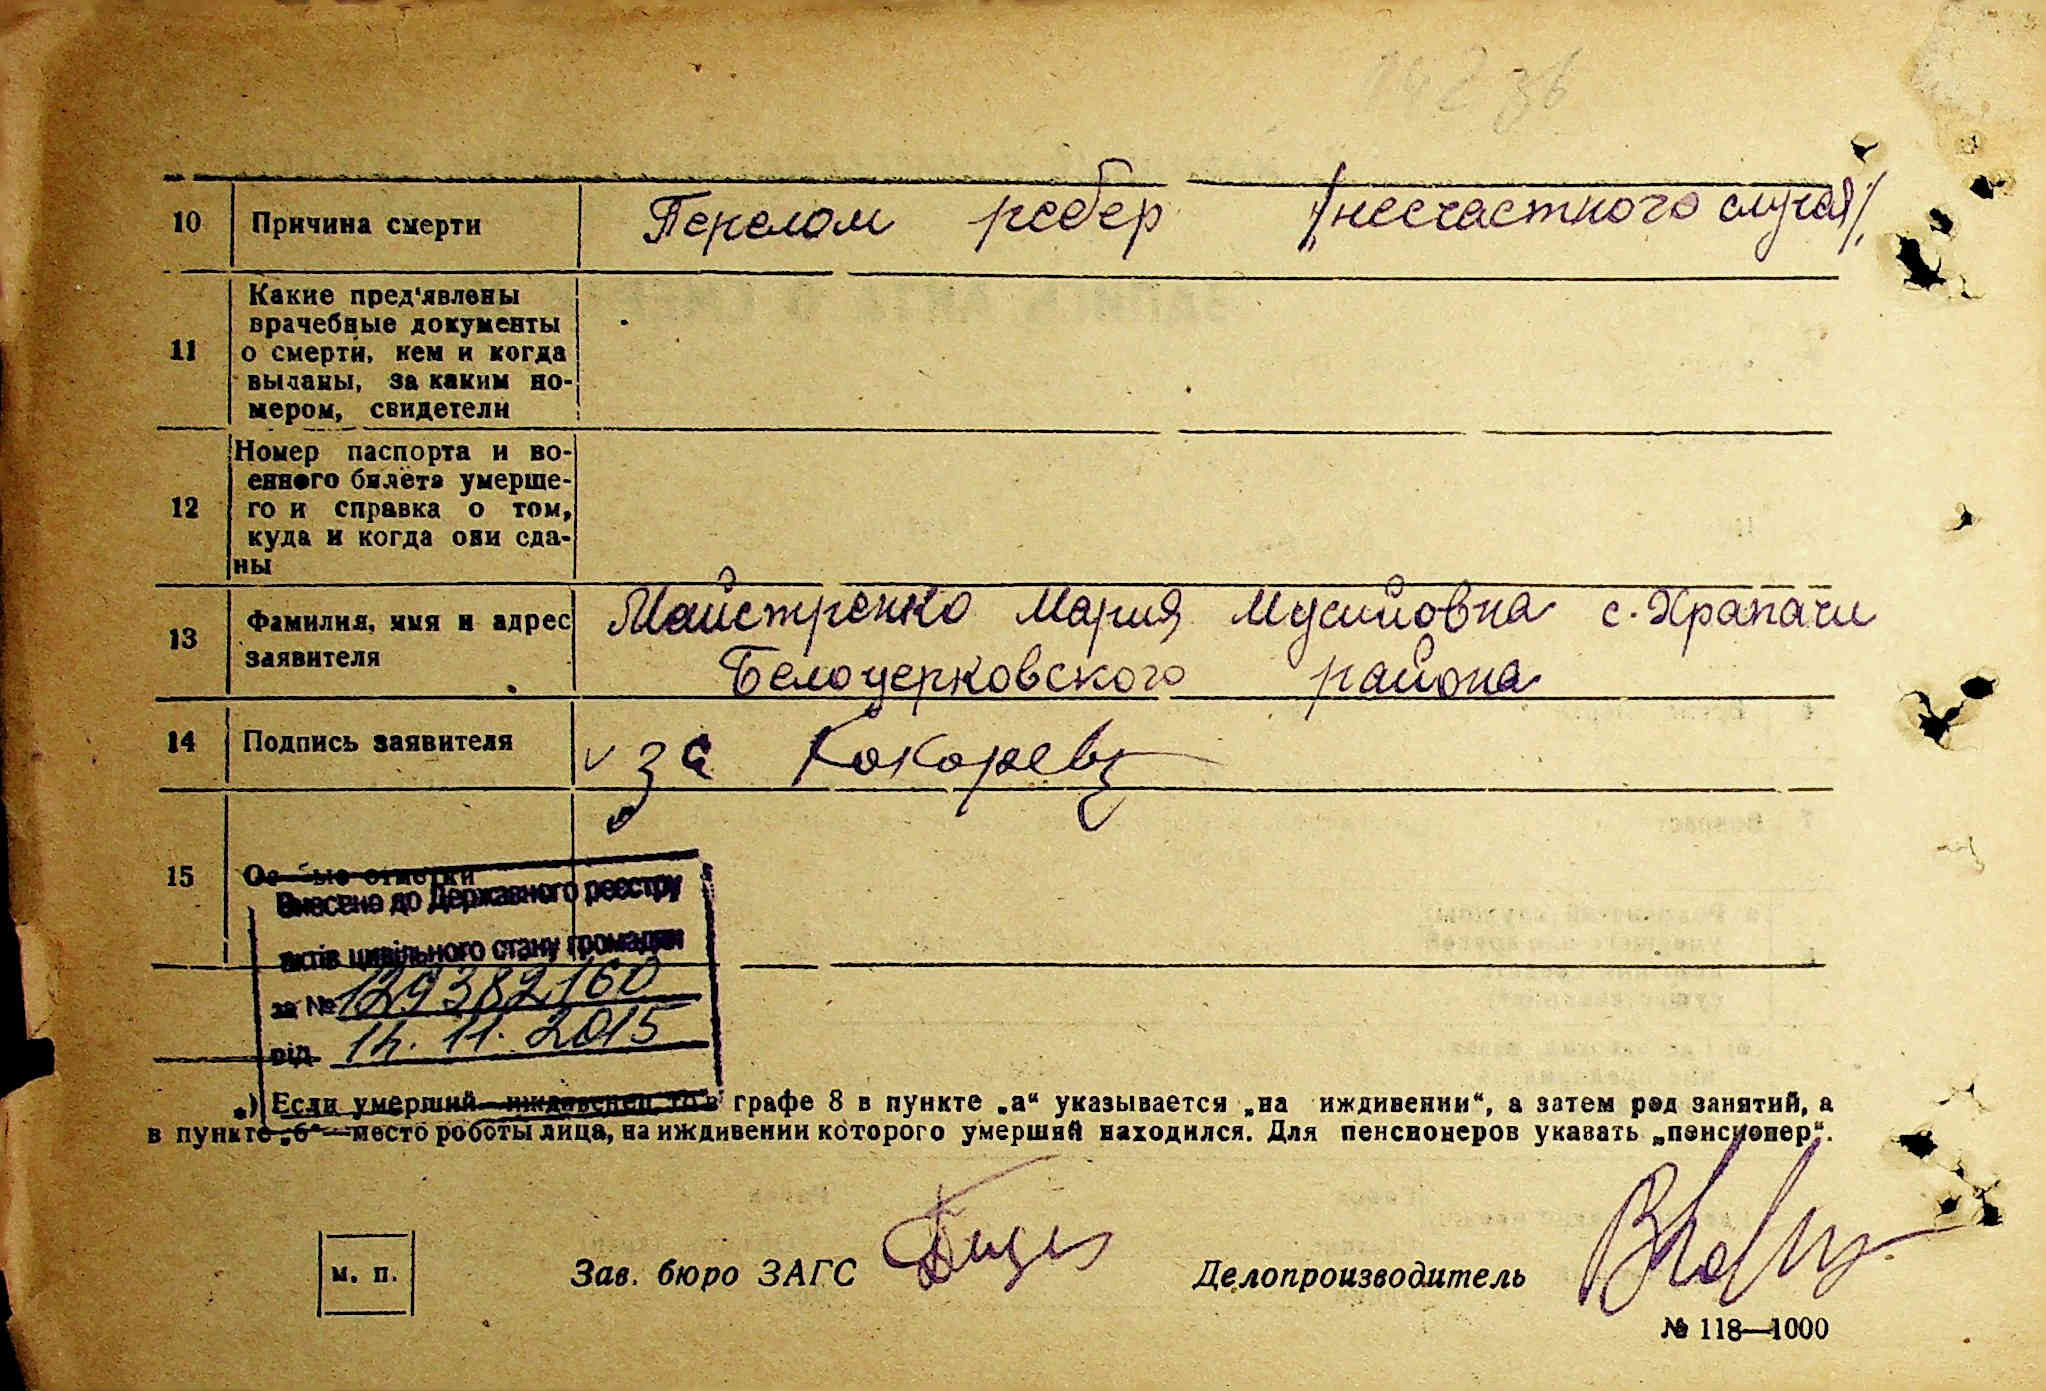 10 Причина смерти Перелом ребер /несчастного случая/
11 Какие пред‘явлены
врачебные документы
о смерти, кем и когда
выданы, за каким но-
мером, свидетели
12 Номер паспорта и во-
енного билета умерше-
го и справка о том,
куда и когда они сда-
ны
13 Фамилия, имя и адрес
заявителя
Майстренко Мария Мусийовна с. Храпачи
Белоцерковского района
14 Подпись заявителя за Кокорев
15 Особые отметки
Внесено до Державного реєстру
актів цивільного стану громадян
за № 129382160
від 14. 11. 2015
*) Если умерший иждивенец, то в графе 8 в пункте „а“ указывается „на иждивении“, а затем род занятий, а
в пункте „б“—место роботы лица, на иждивении которого умерший находился. Для пенсионеров указать „пенсионер“.
м. п.
Зав. бюро ЗАГС
Делопроизводитель
№ 118—1000